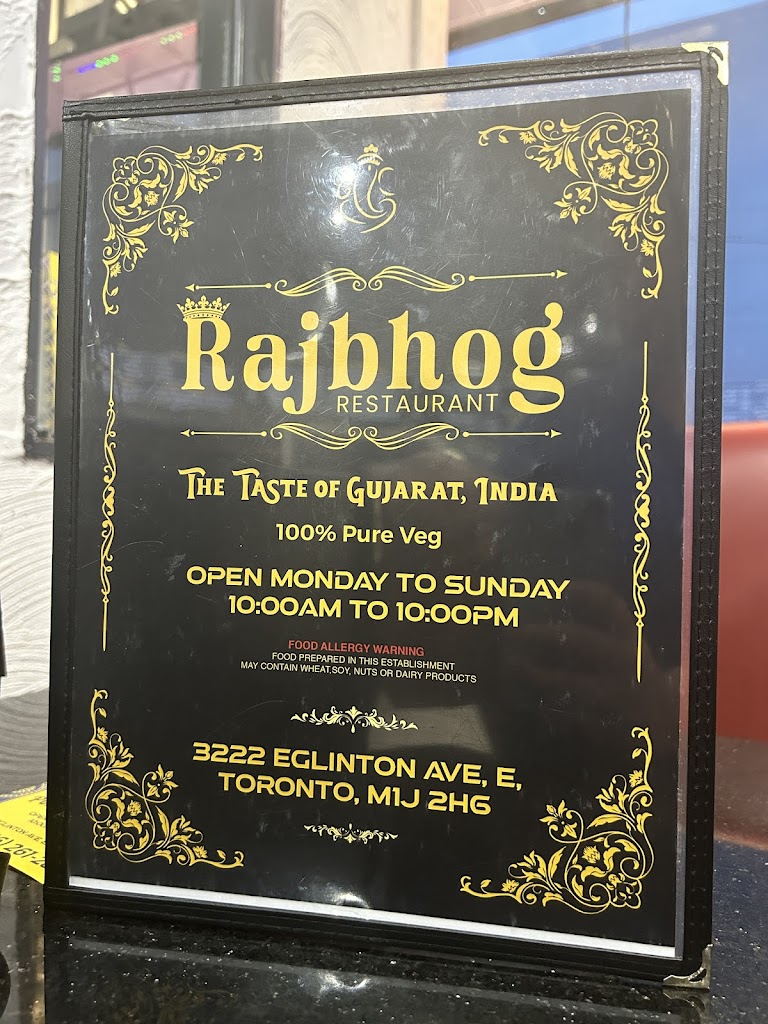 Rajbhog
RESTAURANT
THE TASTE OF GUJARAT, INDIA
100% Pure Veg
OPEN MONDAY TO SUNDAY
10:00AM TO 10:00PM
FOOD ALLERGY WARNING
FOOD PREPARED IN THIS ESTABLISHMENT
MAY CONTAIN WHEAT,SOY, NUTS OR DAIRY PRODUCTS
3222 EGLINTON AVE, E,
TORONTO, M1J 2H6